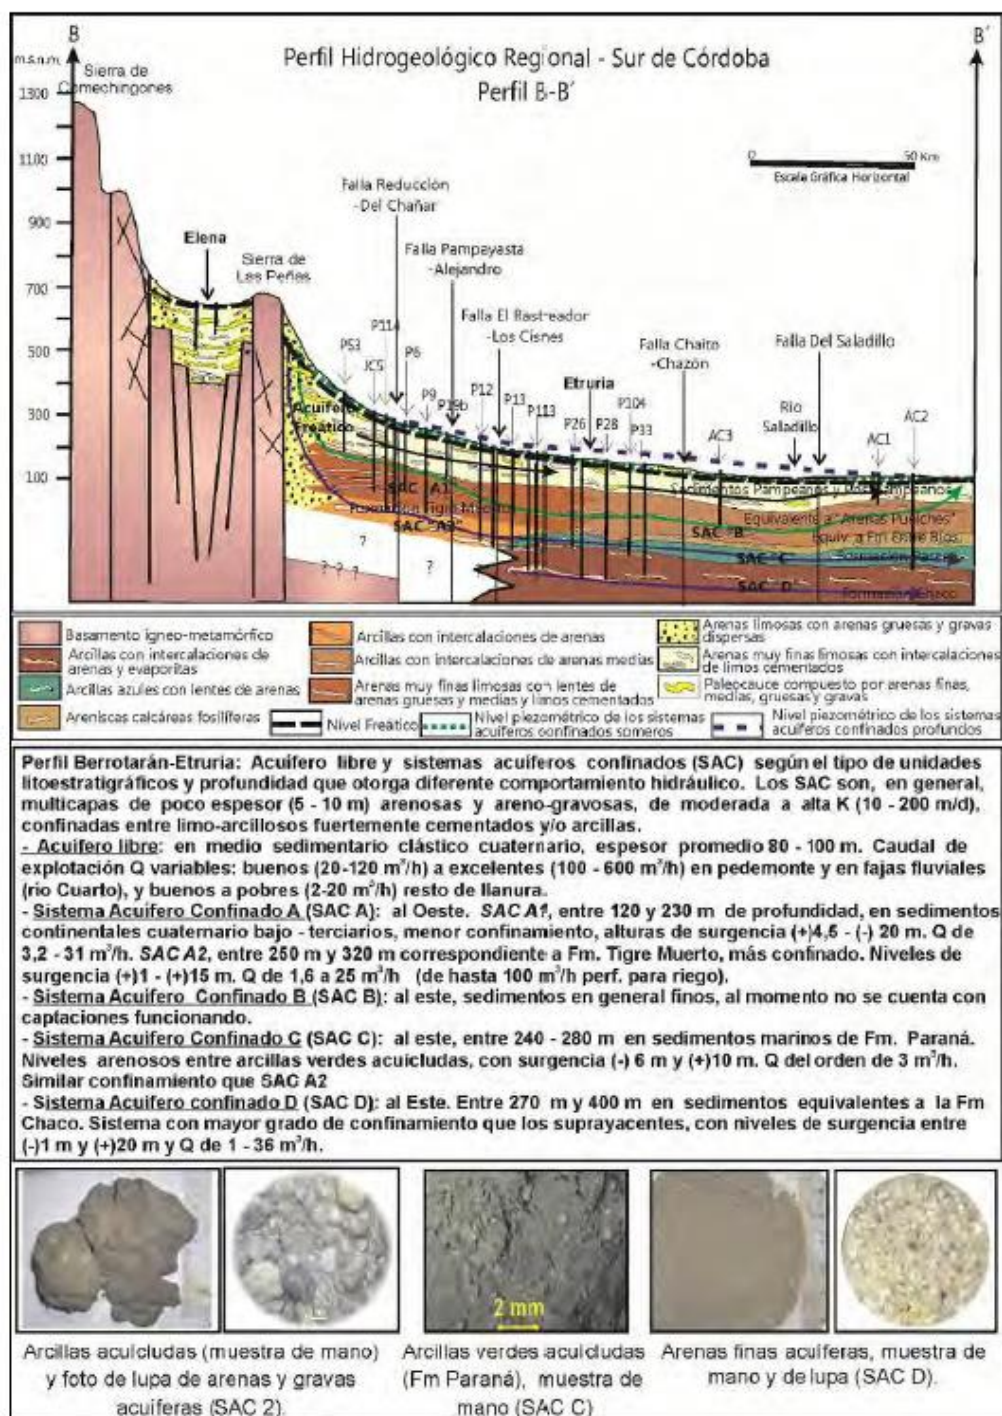 B
B´
m.s.n.m.
Perfil Hidrogeológico Regional - Sur de Córdoba
Perfil B-B´
Sierra de
Comechingones
1300
1100
900
700
500
300
100
0
50 Km
Escala Gráfica Horizontal
Elena
Sierra de
Las Peñas
Falla Reducción
-Del Chañar
Falla Pampayasta
-Alejandro
Falla El Rastreador
-Los Cisnes
Etruria
Falla Chaito
-Chazón
Falla Del Saladillo
Río
Saladillo
P53
JC5
P114
P6
P9
P19b
P12
P13
P113
P26
P28
P104
P33
AC3
AC1
AC2
Acuífero
Freático
SAC "A1"
Formación Tigre Muerto
SAC "A2"
SAC "B"
SAC "C"
SAC "D"
Sedimentos Pampeanos y Post Pampeanos
Equivalente a "Arenas Puelches"
Equiv. a Fm Entre Ríos
Formación Paraná
Formación Chaco
?
? ? ?
?
?
Basamento ígneo-metamórfico
Arcillas con intercalaciones de
arenas y evaporitas
Arcillas azules con lentes de arenas
Areniscas calcáreas fosilíferas
Arcillas con intercalaciones de arenas
Arcillas con intercalaciones de arenas medias
Arenas muy finas limosas con lentes de
arenas gruesas y medias y limos cementados
Arenas limosas con arenas gruesas y gravas
dispersas
Arenas muy finas limosas con intercalaciones
de limos cementados
Paleocauce compuesto por arenas finas,
medias, gruesas y gravas
Nivel Freático
Nivel piezométrico de los sistemas
acuíferos confinados someros
Nivel piezométrico de los sistemas
acuíferos confinados profundos
Perfil Berrotarán-Etruria: Acuífero libre y sistemas acuíferos confinados (SAC) según el tipo de unidades
litoestratigráficos y profundidad que otorga diferente comportamiento hidráulico. Los SAC son, en general,
multicapas de poco espesor (5 - 10 m) arenosas y areno-gravosas, de moderada a alta K (10 - 200 m/d),
confinadas entre limo-arcillosos fuertemente cementados y/o arcillas.
- Acuífero libre: en medio sedimentario clástico cuaternario, espesor promedio 80 - 100 m. Caudal de
explotación Q variables: buenos (20-120 m³/h) a excelentes (100 - 600 m³/h) en pedemonte y en fajas fluviales
(río Cuarto), y buenos a pobres (2-20 m³/h) resto de llanura.
- Sistema Acuífero Confinado A (SAC A): al Oeste. SAC A1, entre 120 y 230 m de profundidad, en sedimentos
continentales cuaternario bajo - terciarios, menor confinamiento, alturas de surgencia (+)4,5 - (-) 20 m. Q de
3,2 - 31 m³/h. SAC A2, entre 250 m y 320 m correspondiente a Fm. Tigre Muerto, más confinado. Niveles de
surgencia (+)1 - (+)15 m. Q de 1,6 a 25 m³/h (de hasta 100 m³/h perf. para riego).
- Sistema Acuífero Confinado B (SAC B): al este, sedimentos en general finos, al momento no se cuenta con
captaciones funcionando.
- Sistema Acuífero Confinado C (SAC C): al este, entre 240 - 280 m en sedimentos marinos de Fm. Paraná.
Niveles arenosos entre arcillas verdes acuicludas, con surgencia (-) 6 m y (+)10 m. Q del orden de 3 m³/h.
Similar confinamiento que SAC A2
- Sistema Acuífero confinado D (SAC D): al Este. Entre 270 m y 400 m en sedimentos equivalentes a la Fm
Chaco. Sistema con mayor grado de confinamiento que los suprayacentes, con niveles de surgencia entre
(-)1 m y (+)20 m y Q de 1 - 36 m³/h.
2 mm
Arcillas acuicludas (muestra de mano)
y foto de lupa de arenas y gravas
acuíferas (SAC 2).
Arcillas verdes acuicludas
(Fm Paraná), muestra de
mano (SAC C)
Arenas finas acuíferas, muestra de
mano y de lupa (SAC D).